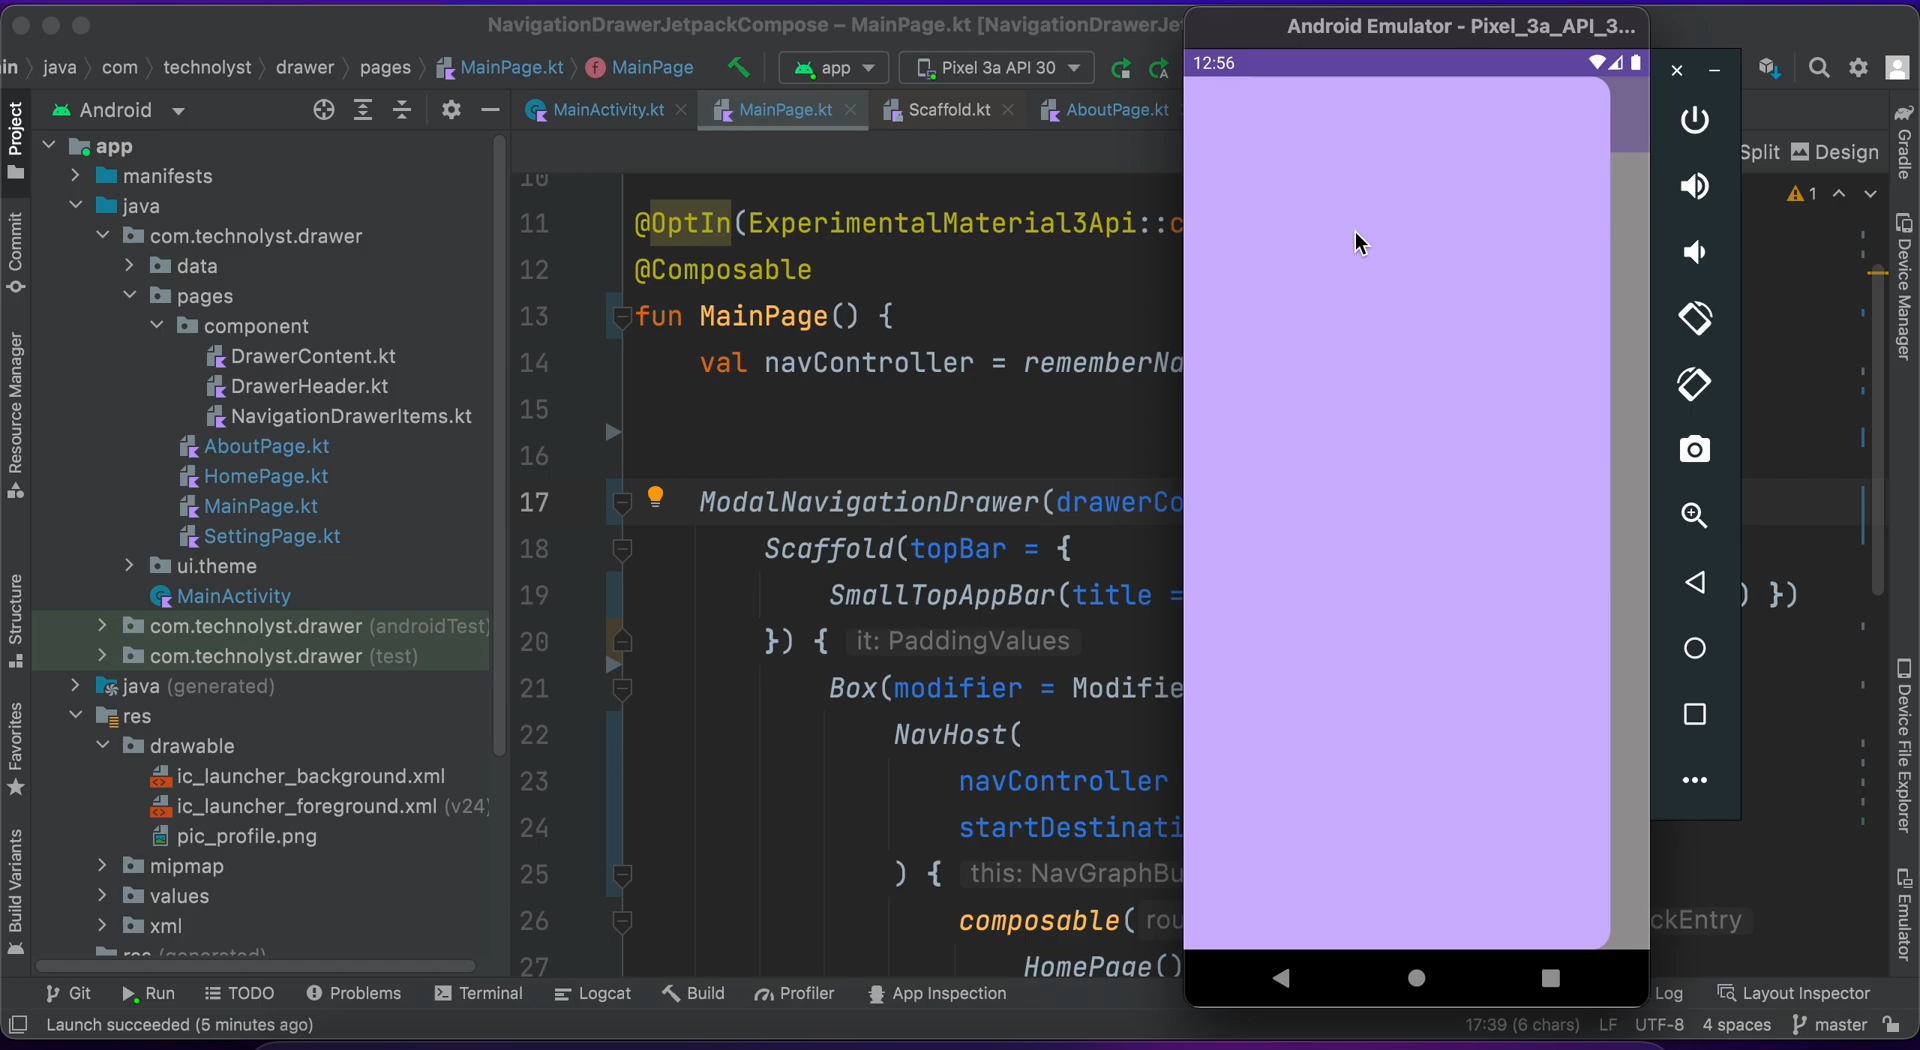 NavigationDrawerJetpackCompose – MainPage.kt [NavigationDrawerJet
Android Emulator - Pixel_3a_API_3...
in java com technolyst drawer pages MainPage.kt MainPage app Pixel 3a API 30
12:56
Project
Android
MainActivity.kt MainPage.kt Scaffold.kt AboutPage.kt
Split Design
1
app
manifests
java
com.technolyst.drawer
data
pages
component
DrawerContent.kt
DrawerHeader.kt
NavigationDrawerItems.kt
AboutPage.kt
HomePage.kt
MainPage.kt
SettingPage.kt
ui.theme
MainActivity
com.technolyst.drawer (androidTest)
com.technolyst.drawer (test)
java (generated)
res
drawable
ic_launcher_background.xml
ic_launcher_foreground.xml (v24)
pic_profile.png
mipmap
values
xml
res (generated)
Commit
Resource Manager
Structure
Favorites
Build Variants
10
11 @OptIn(ExperimentalMaterial3Api::c
12 @Composable
13 fun MainPage() {
14 val navController = rememberNa
15
16
17 ModalNavigationDrawer(drawerCo
18 Scaffold(topBar = {
19 SmallTopAppBar(title = ) })
20 }) { it: PaddingValues
21 Box(modifier = Modifie
22 NavHost(
23 navController
24 startDestinati
25 ) { this: NavGraphBu
26 composable( rou ckEntry
27 HomePage()
Gradle
Device Manager
Device File Explorer
Emulator
Git Run TODO Problems Terminal Logcat Build Profiler App Inspection Log Layout Inspector
Launch succeeded (5 minutes ago) 17:39 (6 chars) LF UTF-8 4 spaces master